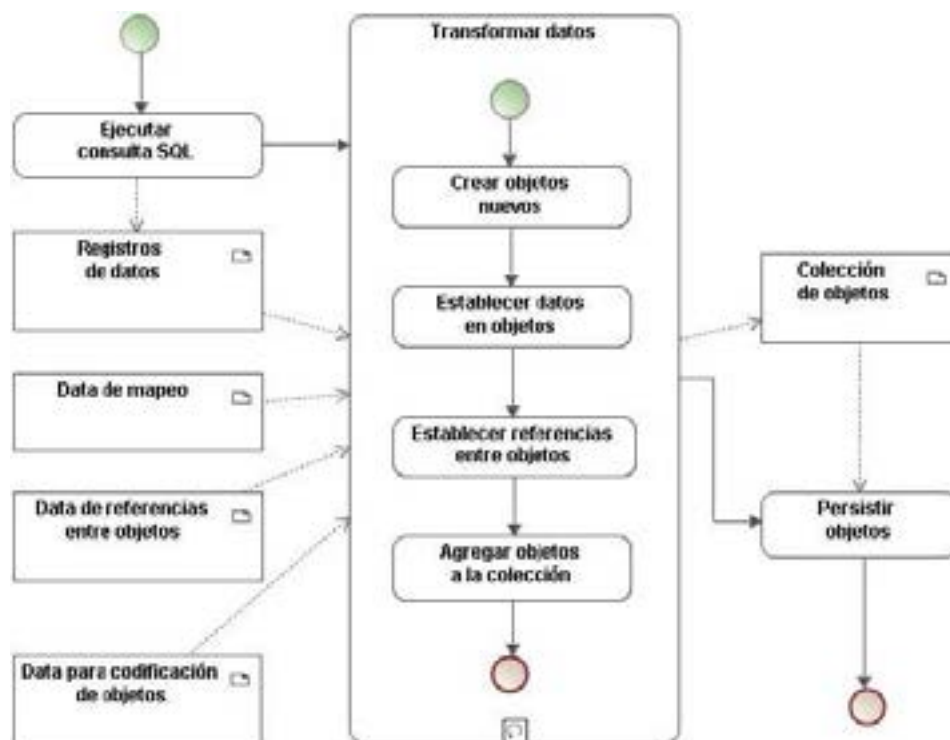 Transformar datos
Ejecutar
consulta SQL
Crear objetos
nuevos
Registros
de datos
Colección
de objetos
Establecer datos
en objetos
Data de mapeo
Establecer referencias
entre objetos
Data de referencias
entre objetos
Persistir
objetos
Agregar objetos
a la colección
Data para codificación
de objetos